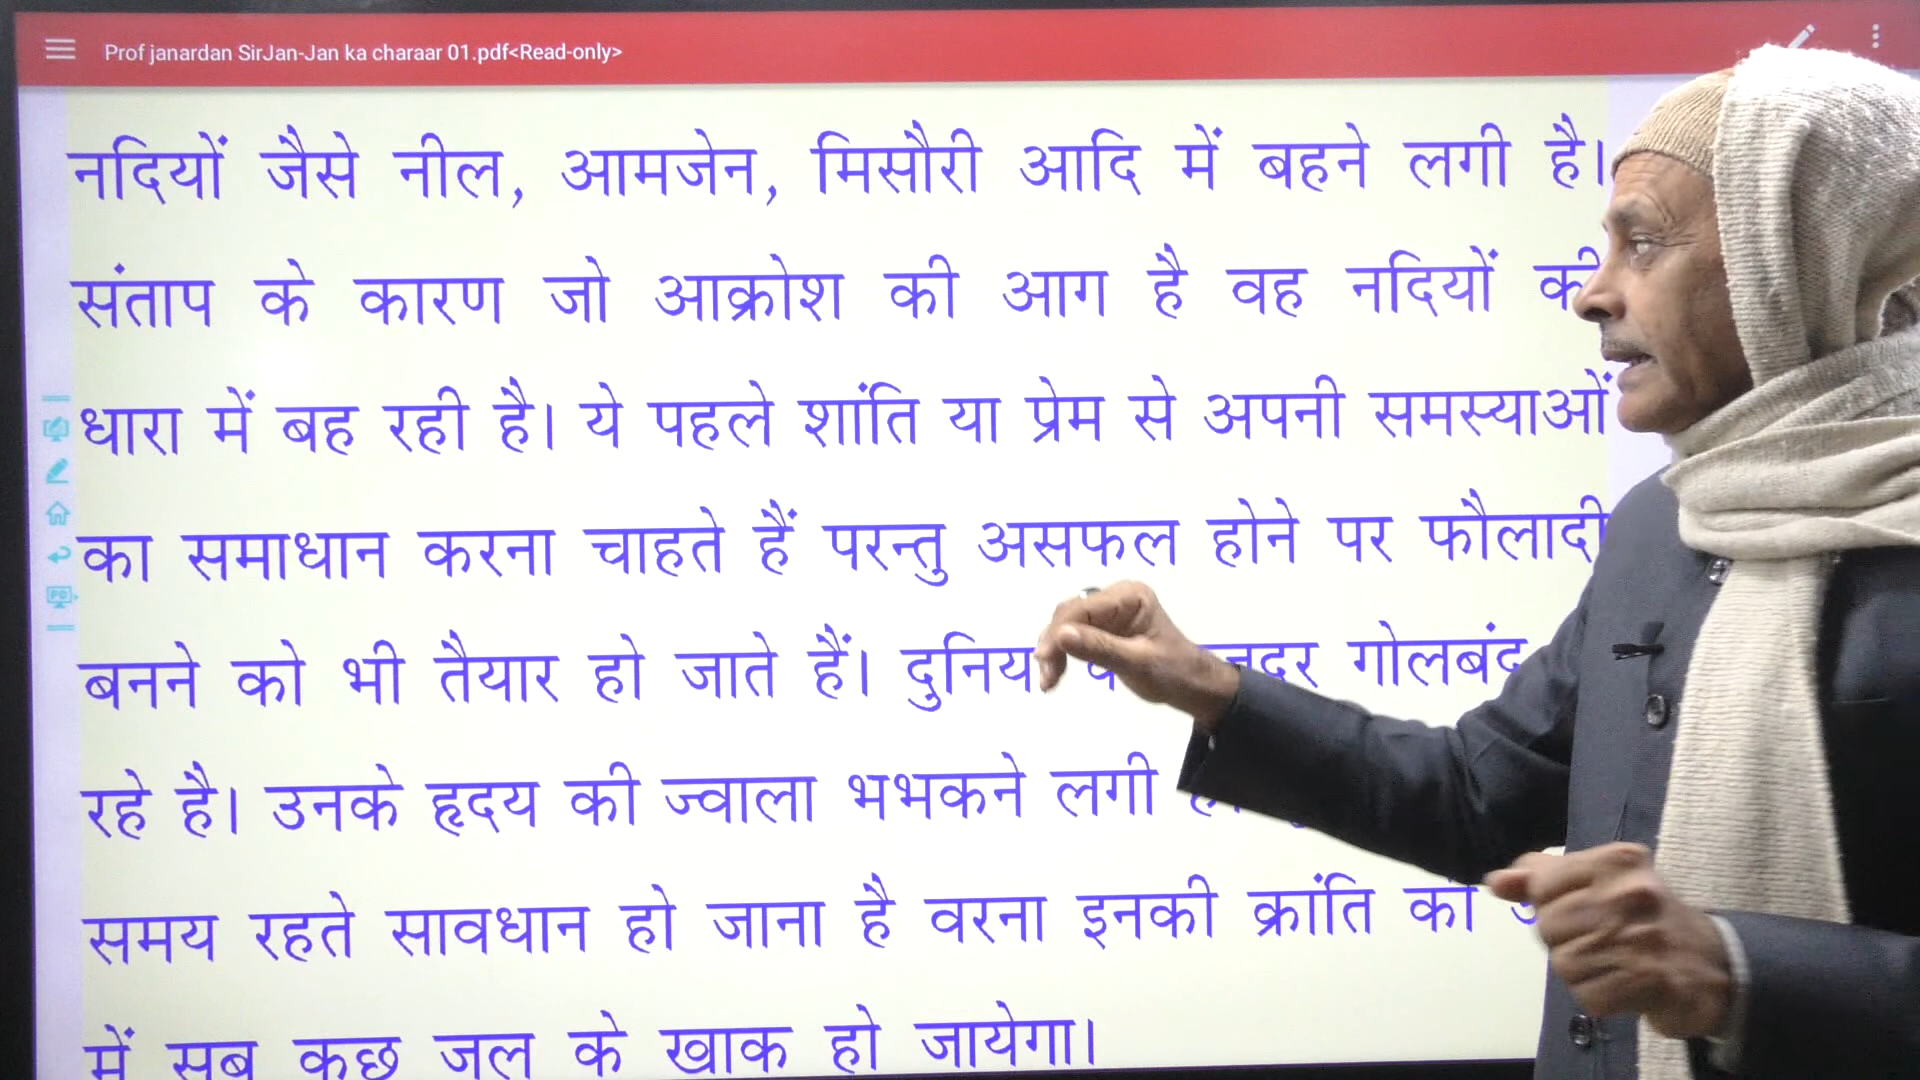 Prof janardan SirJan-Jan ka charaar 01.pdf<Read-only>
नदियों जैसे नील, आमजेन, मिसौरी आदि में बहने लगी है।
संताप के कारण जो आक्रोश की आग है वह नदियों की
धारा में बह रही है। ये पहले शांति या प्रेम से अपनी समस्याओं
का समाधान करना चाहते हैं परन्तु असफल होने पर फौलादी
बनने को भी तैयार हो जाते हैं। गोलबंद
रहे है। उनके हृदय की ज्वाला भभकने लगी
समय रहते सावधान हो जाना है वरना इनकी क्रांति की
में सब कुछ जल के खाक हो जायेगा।